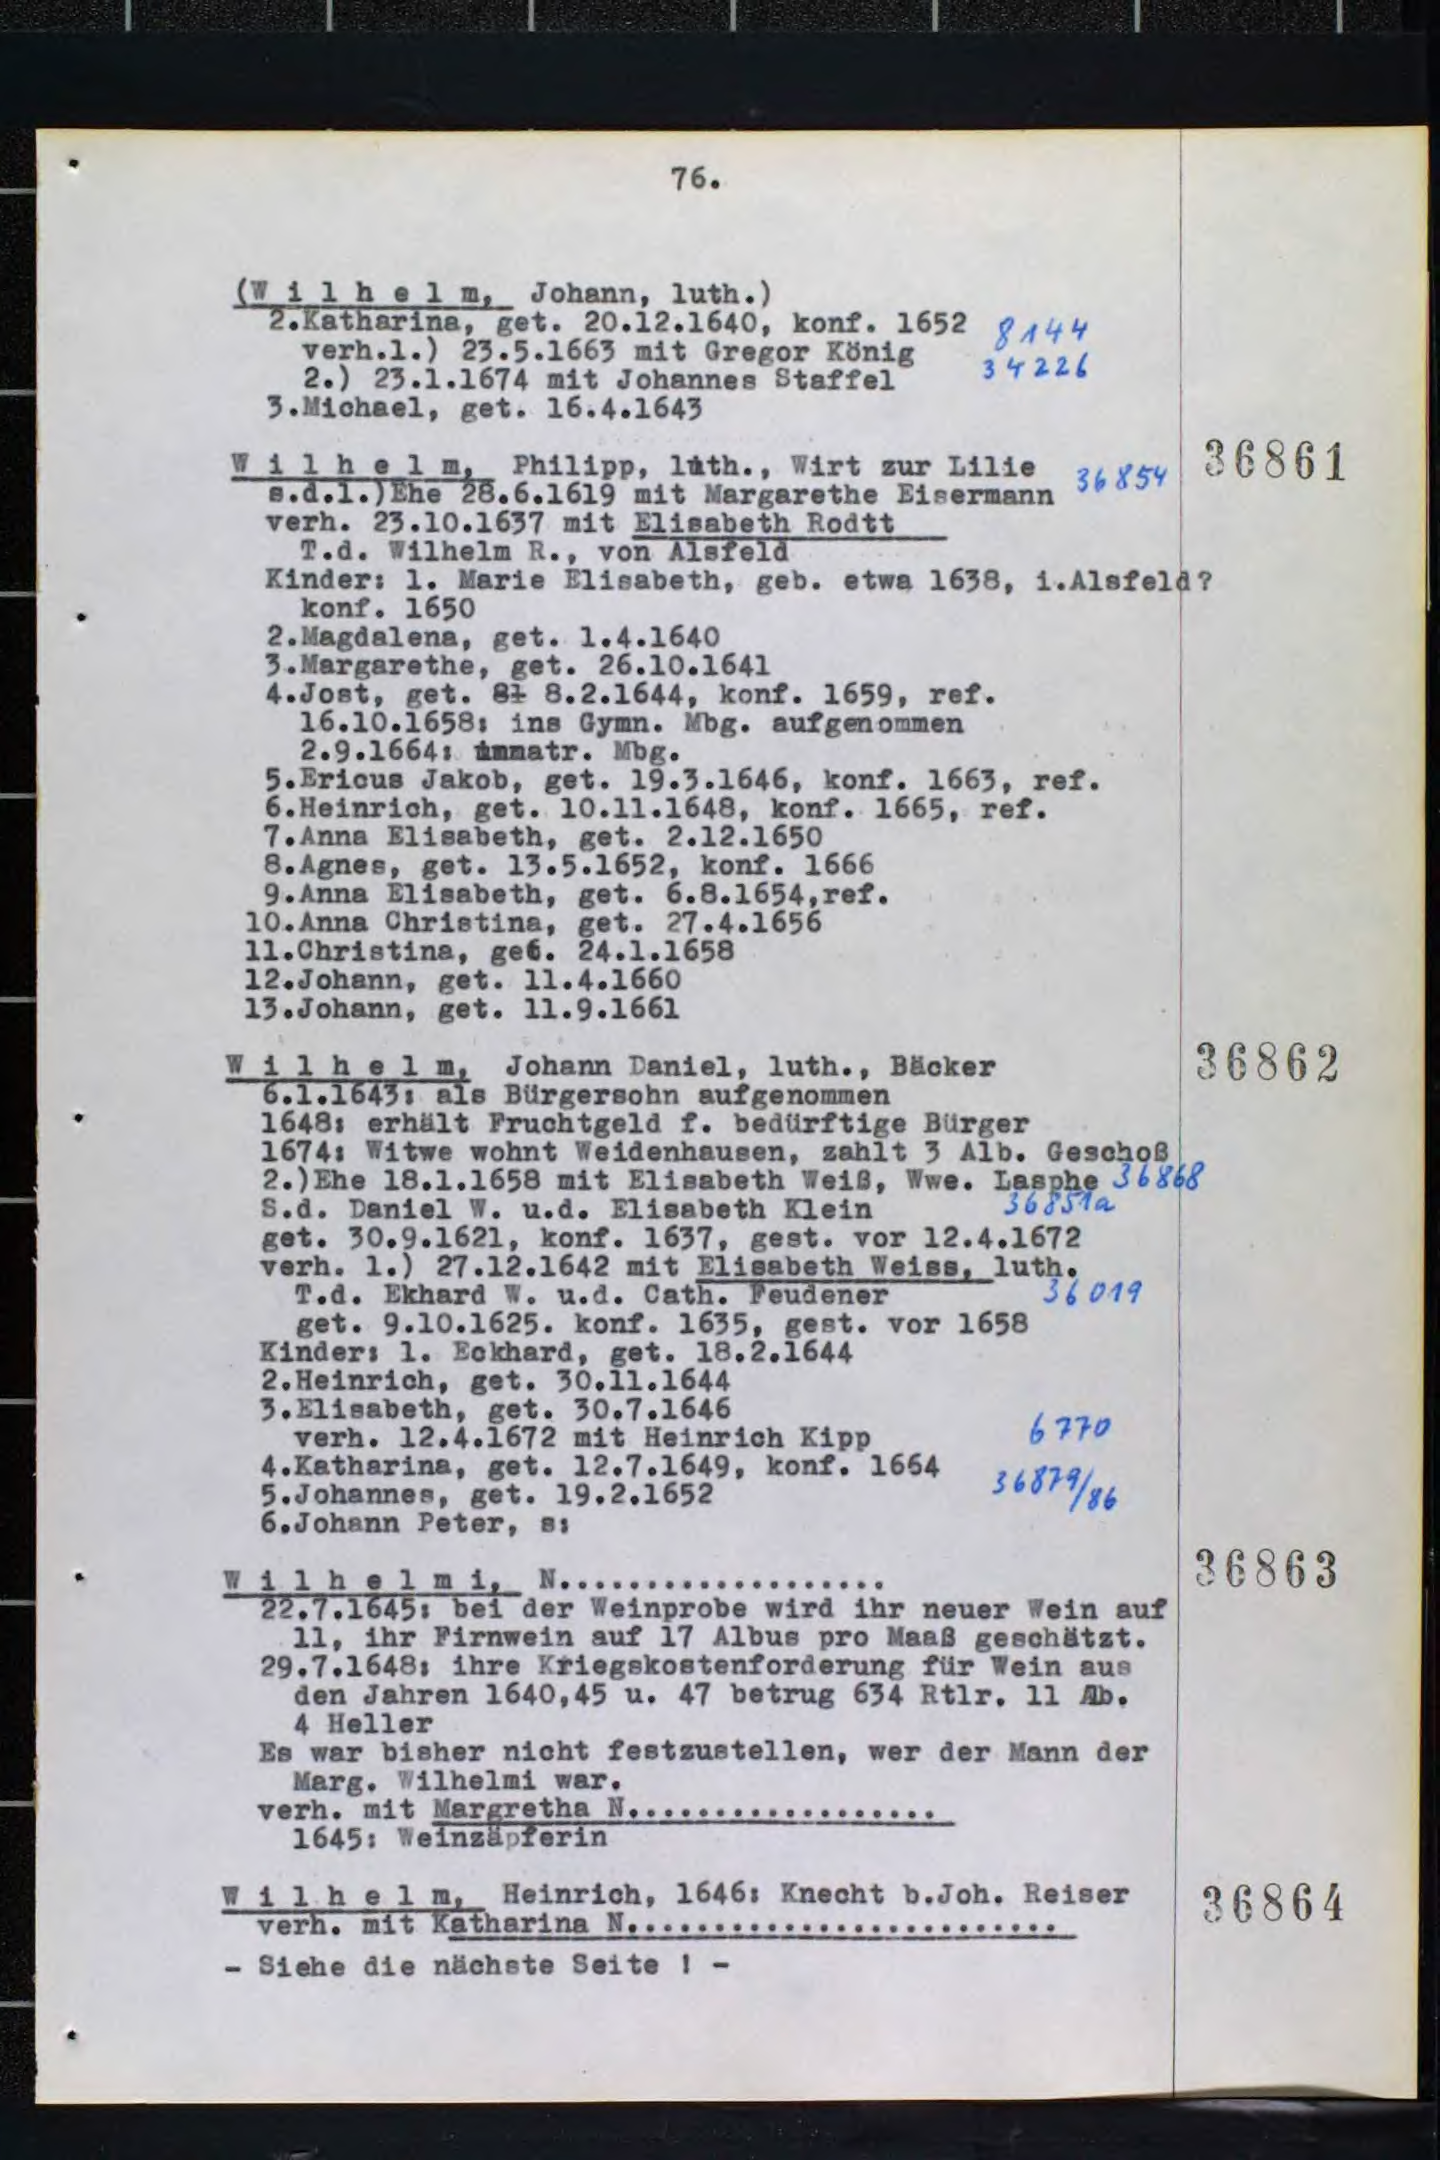 76.
(W i l h e l m, Johann, luth.)
2.Katharina, get. 20.12.1640, konf. 1652 8144
verh.1.) 23.5.1663 mit Gregor König
2.) 23.1.1674 mit Johannes Staffel 34226
3.Michael, get. 16.4.1643
W i l h e l m, Philipp, luth., Wirt zur Lilie 36861
s.d.1.)Ehe 28.6.1619 mit Margarethe Eisermann 36854
verh. 23.10.1637 mit Elisabeth Rodtt
T.d. Wilhelm R., von Alsfeld
Kinder: 1. Marie Elisabeth, geb. etwa 1638, i.Alsfeld?
konf. 1650
2.Magdalena, get. 1.4.1640
3.Margarethe, get. 26.10.1641
4.Jost, get. 81 8.2.1644, konf. 1659, ref.
16.10.1658: ins Gymn. Mbg. aufgenommen
2.9.1664: immatr. Mbg.
5.Ericus Jakob, get. 19.3.1646, konf. 1663, ref.
6.Heinrich, get. 10.11.1648, konf. 1665, ref.
7.Anna Elisabeth, get. 2.12.1650
8.Agnes, get. 13.5.1652, konf. 1666
9.Anna Elisabeth, get. 6.8.1654,ref.
10.Anna Christina, get. 27.4.1656
11.Christina, get. 24.1.1658
12.Johann, get. 11.4.1660
13.Johann, get. 11.9.1661
W i l h e l m, Johann Daniel, luth., Bäcker 36862
6.1.1643: als Bürgersohn aufgenommen
1648: erhält Fruchtgeld f. bedürftige Bürger
1674: Witwe wohnt Weidenhausen, zahlt 3 Alb. Geschoß
2.)Ehe 18.1.1658 mit Elisabeth Weiß, Wwe. Lasphe 36868
S.d. Daniel W. u.d. Elisabeth Klein 36851a
get. 30.9.1621, konf. 1637, gest. vor 12.4.1672
verh. 1.) 27.12.1642 mit Elisabeth Weiss, luth.
T.d. Ekhard W. u.d. Cath. Feudener 36019
get. 9.10.1625. konf. 1635, gest. vor 1658
Kinder: 1. Eckhard, get. 18.2.1644
2.Heinrich, get. 30.11.1644
3.Elisabeth, get. 30.7.1646
verh. 12.4.1672 mit Heinrich Kipp 6770
4.Katharina, get. 12.7.1649, konf. 1664
5.Johannes, get. 19.2.1652 36879/86
6.Johann Peter, s:
W i l h e l m i, N................... 36863
22.7.1645: bei der Weinprobe wird ihr neuer Wein auf
11, ihr Firnwein auf 17 Albus pro Maaß geschätzt.
29.7.1648: ihre Kriegskostenforderung für Wein aus
den Jahren 1640,45 u. 47 betrug 634 Rtlr. 11 Alb.
4 Heller
Es war bisher nicht festzustellen, wer der Mann der
Marg. Wilhelmi war.
verh. mit Margretha N..................
1645: Weinzäpferin
W i l h e l m, Heinrich, 1646: Knecht b.Joh. Reiser 36864
verh. mit Katharina N.........................
- Siehe die nächste Seite ! -